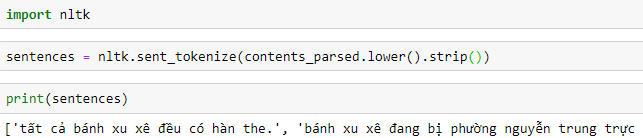 import nltk
sentences = nltk.sent_tokenize(contents_parsed.lower().strip())
print(sentences)
['tất cả bánh xu xê đều có hàn the.', 'bánh xu xê đang bị phường nguyễn trung trực